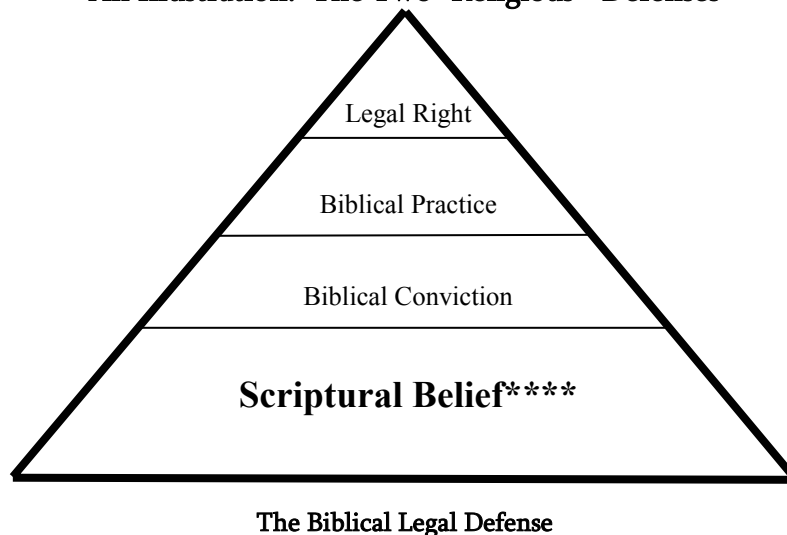 An Illustration: The Two "Religious" Defenses
Legal Right
Biblical Practice
Biblical Conviction
Scriptural Belief****
The Biblical Legal Defense